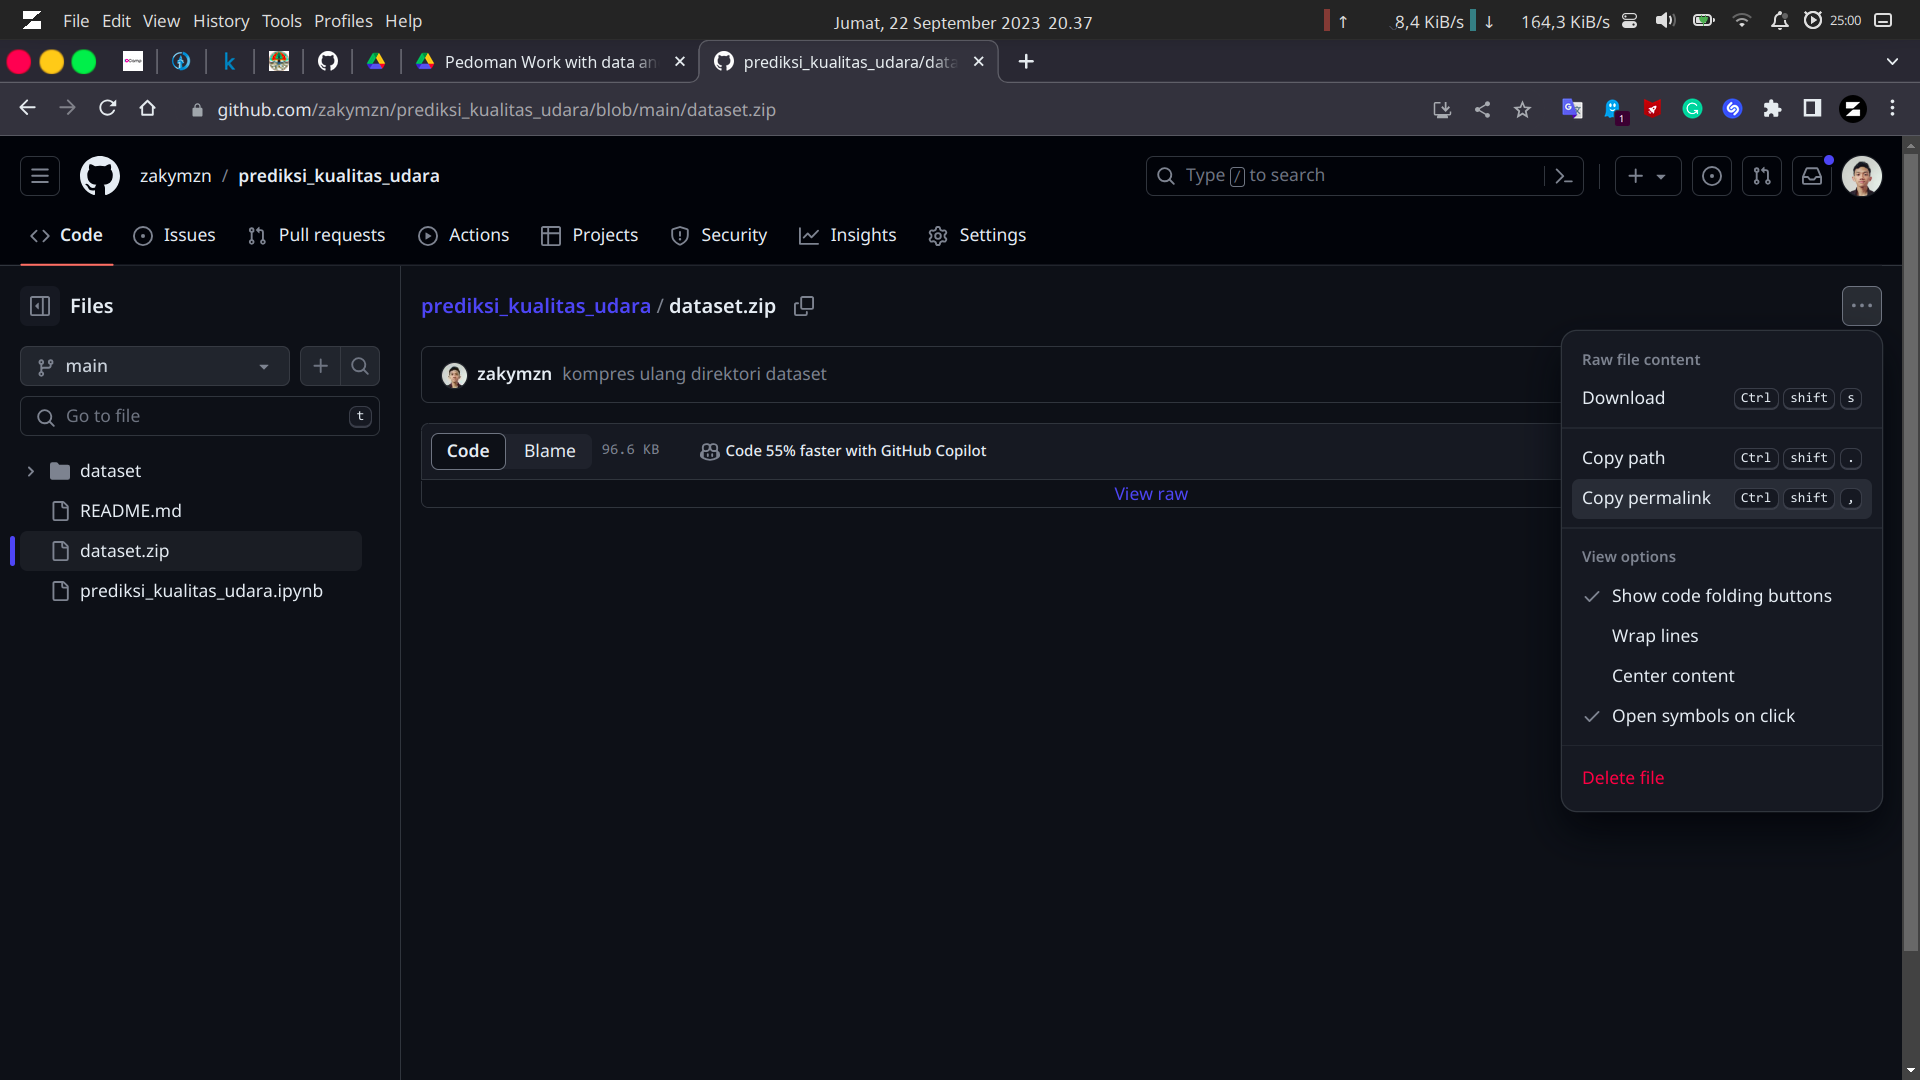 File Edit View History Tools Profiles Help
Jumat, 22 September 2023 20.37
↑ 8,4 KiB/s ↓ 164,3 KiB/s 25:00
k Pedoman Work with data an
prediksi_kualitas_udara/data
github.com/zakymzn/prediksi_kualitas_udara/blob/main/dataset.zip
1
zakymzn / prediksi_kualitas_udara
Type / to search
Code Issues Pull requests Actions Projects Security Insights Settings
Files
main
Go to file t
dataset
README.md
dataset.zip
prediksi_kualitas_udara.ipynb
prediksi_kualitas_udara / dataset.zip
zakymzn kompres ulang direktori dataset
Code Blame 96.6 KB Code 55% faster with GitHub Copilot
View raw
Raw file content
Download Ctrl shift s
Copy path Ctrl shift .
Copy permalink Ctrl shift ,
View options
Show code folding buttons
Wrap lines
Center content
Open symbols on click
Delete file